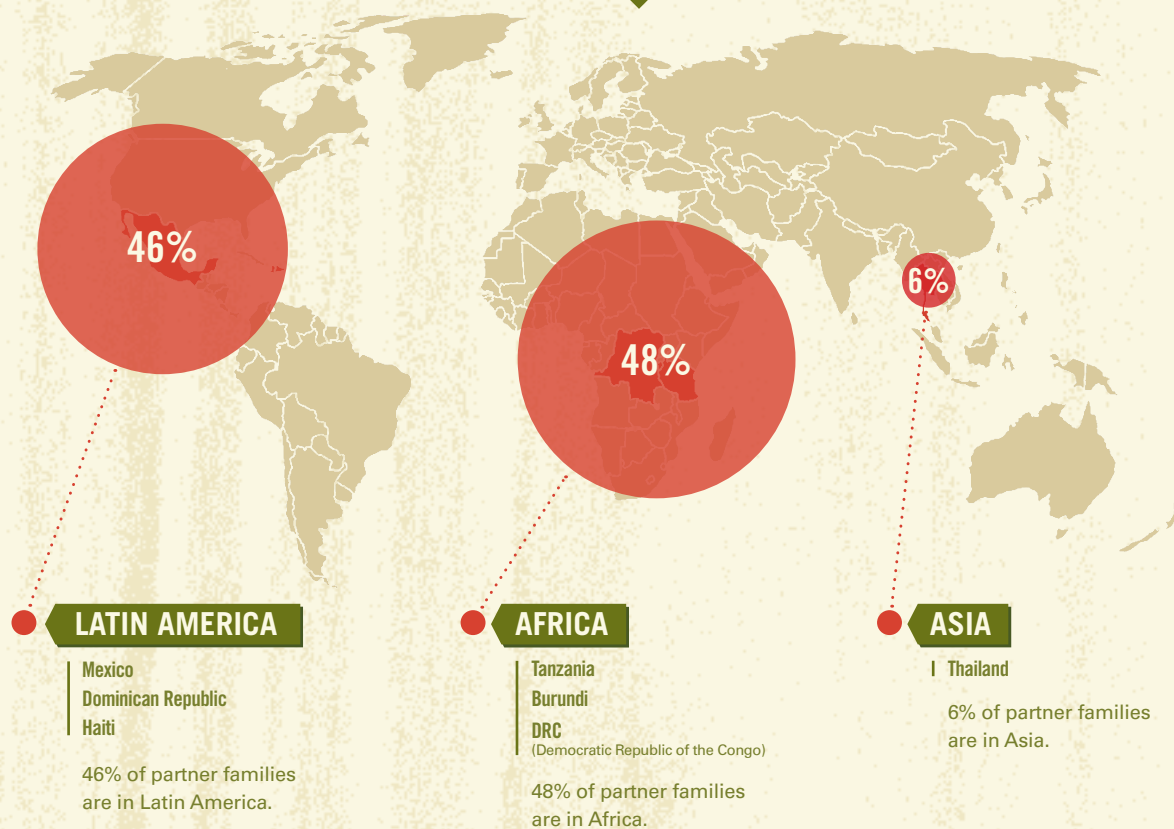 46%
48%
6%
LATIN AMERICA
Mexico
Dominican Republic
Haiti
46% of partner families
are in Latin America.
AFRICA
Tanzania
Burundi
DRC
(Democratic Republic of the Congo)
48% of partner families
are in Africa.
ASIA
Thailand
6% of partner families
are in Asia.